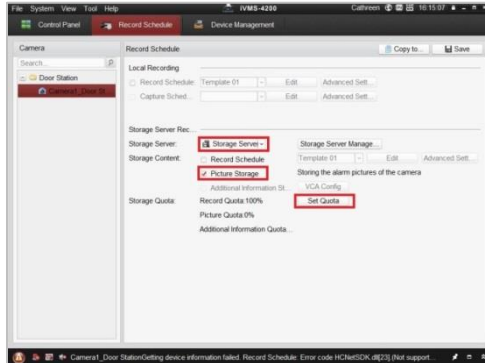 File System View Tool Help iVMS-4200 Cathreen 16:15:07
Control Panel Record Schedule Device Management
Camera
Search...
Door Station
Camera1_Door St...
Record Schedule Copy to... Save
Local Recording
Record Schedule: Template 01 Edit Advanced Sett...
Capture Sched... Edit Advanced Sett...
Storage Server Rec...
Storage Server: Storage Server Storage Server Manage...
Storage Content: Record Schedule Template 01 Edit Advanced Sett...
Picture Storage Storing the alarm pictures of the camera
Additional Information St... VCA Config
Storage Quota: Record Quota:100% Set Quota
Picture Quota:0%
Additional Information Quota...
Camera1_Door StationGetting device information failed. Record Schedule: Error code HCNetSDK.dll[23].(Not support...